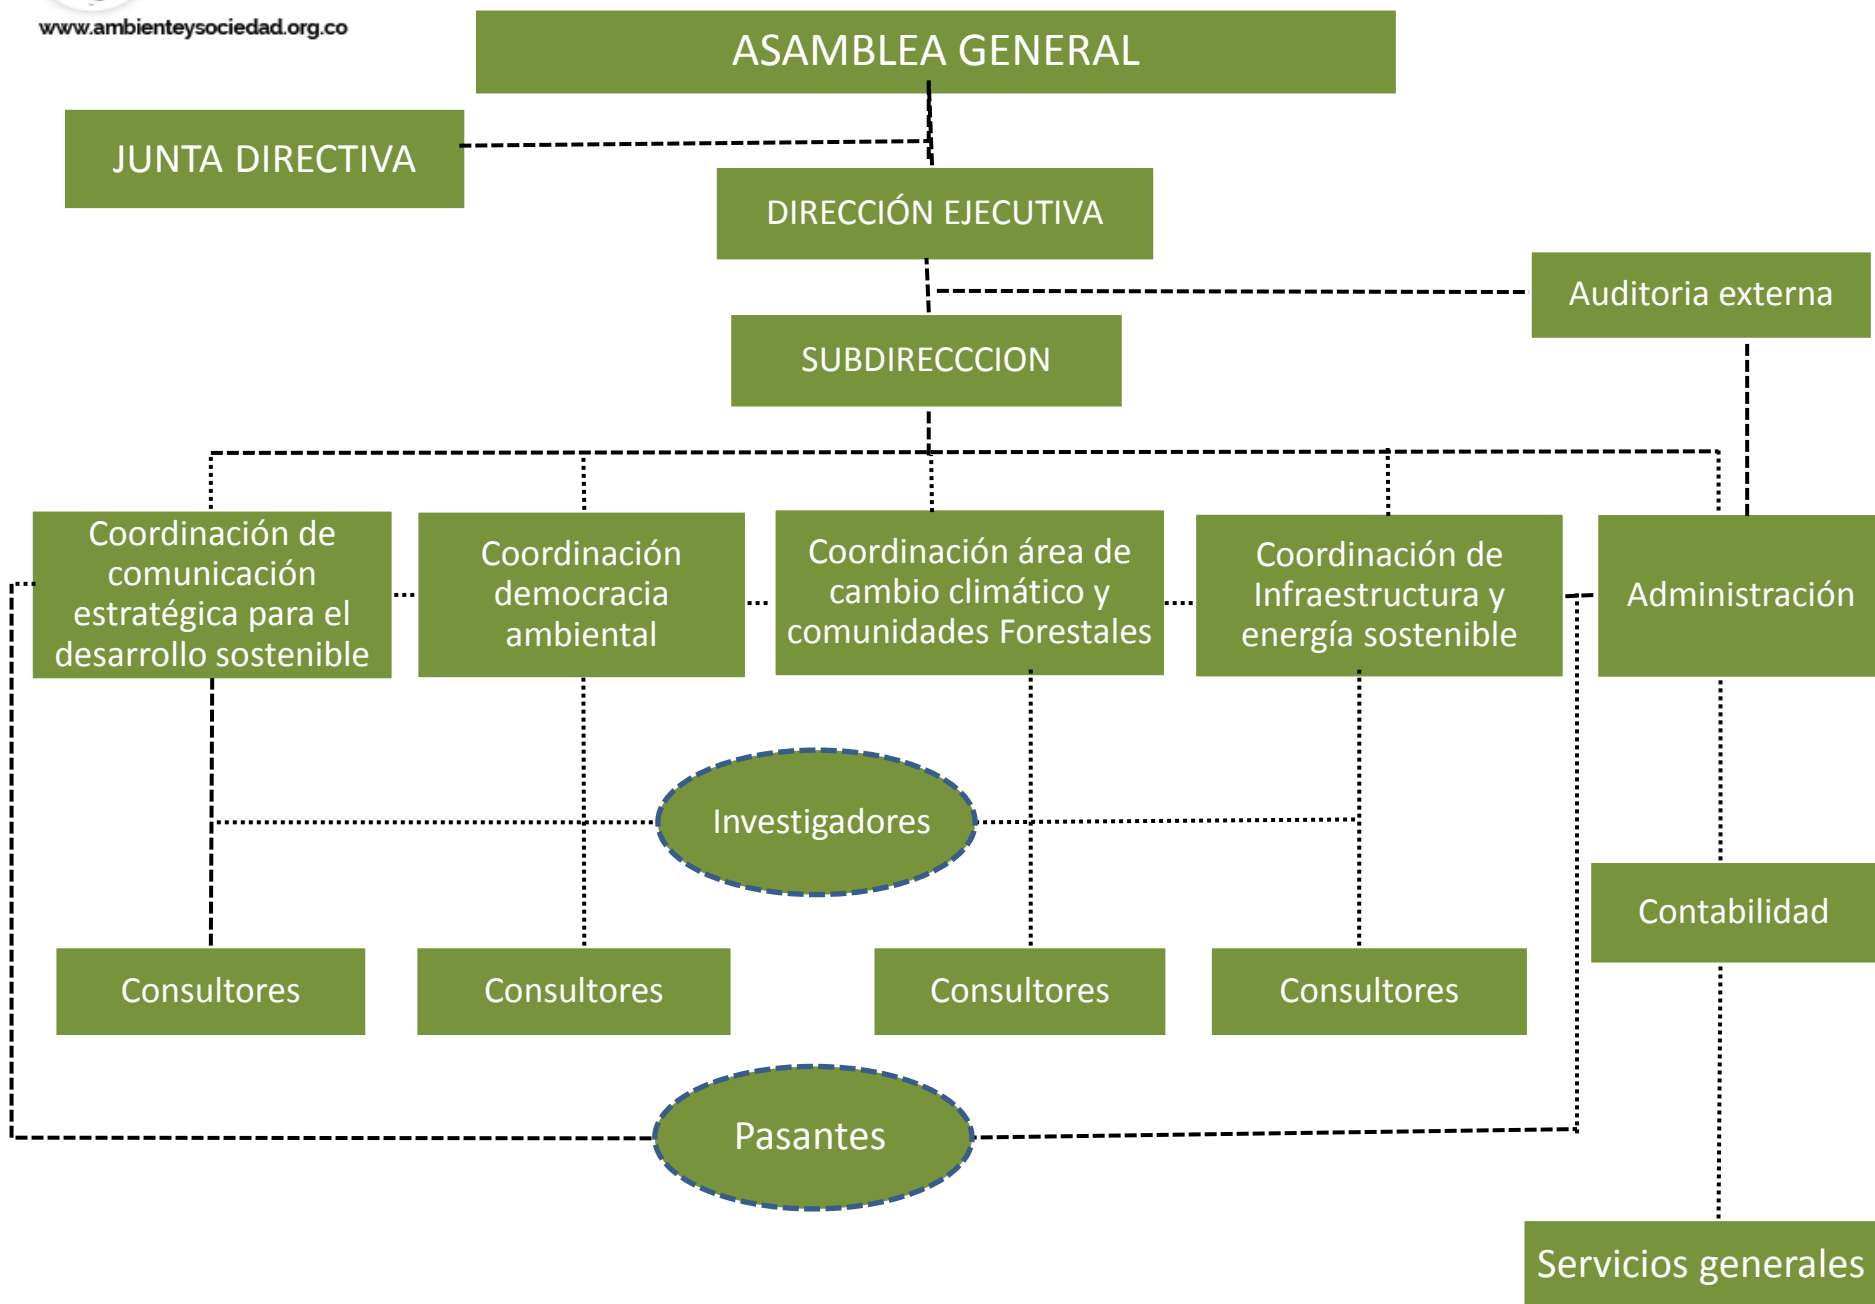 www.ambienteysociedad.org.co
ASAMBLEA GENERAL
JUNTA DIRECTIVA
DIRECCIÓN EJECUTIVA
Auditoria externa
SUBDIRECCCION
Coordinación de
comunicación
estratégica para el
desarrollo sostenible
Coordinación
democracia
ambiental
Coordinación área de
cambio climático y
comunidades Forestales
Coordinación de
Infraestructura y
energía sostenible
Administración
Investigadores
Contabilidad
Consultores
Consultores
Consultores
Consultores
Pasantes
Servicios generales